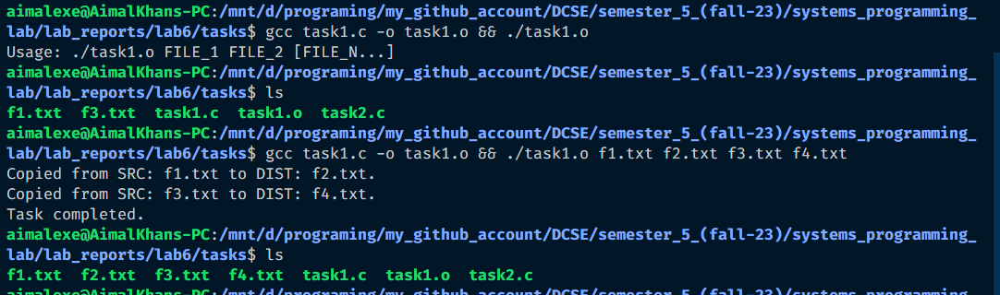 aimalexe@AimalKhans-PC:/mnt/d/programing/my_github_account/DCSE/semester_5_(fall-23)/systems_programming_
lab/lab_reports/lab6/tasks$ gcc task1.c -o task1.o && ./task1.o
Usage: ./task1.o FILE_1 FILE_2 [FILE_N...]
aimalexe@AimalKhans-PC:/mnt/d/programing/my_github_account/DCSE/semester_5_(fall-23)/systems_programming_
lab/lab_reports/lab6/tasks$ ls
f1.txt  f3.txt  task1.c  task1.o  task2.c
aimalexe@AimalKhans-PC:/mnt/d/programing/my_github_account/DCSE/semester_5_(fall-23)/systems_programming_
lab/lab_reports/lab6/tasks$ gcc task1.c -o task1.o && ./task1.o f1.txt f2.txt f3.txt f4.txt
Copied from SRC: f1.txt to DIST: f2.txt.
Copied from SRC: f3.txt to DIST: f4.txt.
Task completed.
aimalexe@AimalKhans-PC:/mnt/d/programing/my_github_account/DCSE/semester_5_(fall-23)/systems_programming_
lab/lab_reports/lab6/tasks$ ls
f1.txt  f2.txt  f3.txt  f4.txt  task1.c  task1.o  task2.c
aimalexe@AimalKhans-PC:/mnt/d/programing/my_github_account/DCSE/semester_5_(fall-23)/systems_programming_